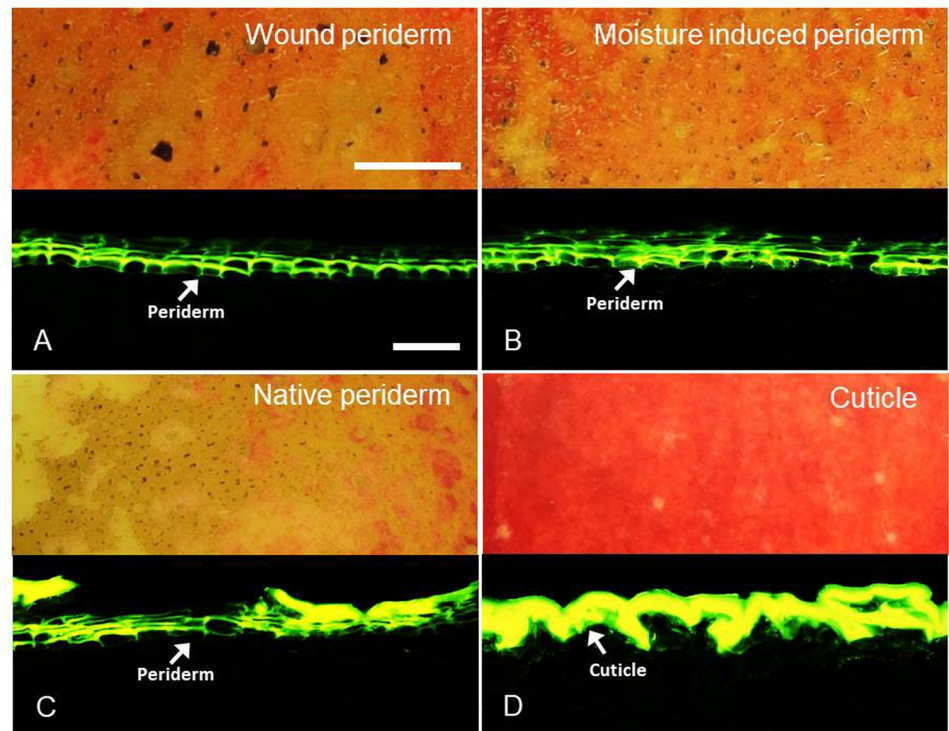 Wound periderm
Periderm
A
Moisture induced periderm
Periderm
B
Native periderm
Periderm
C
Cuticle
Cuticle
D